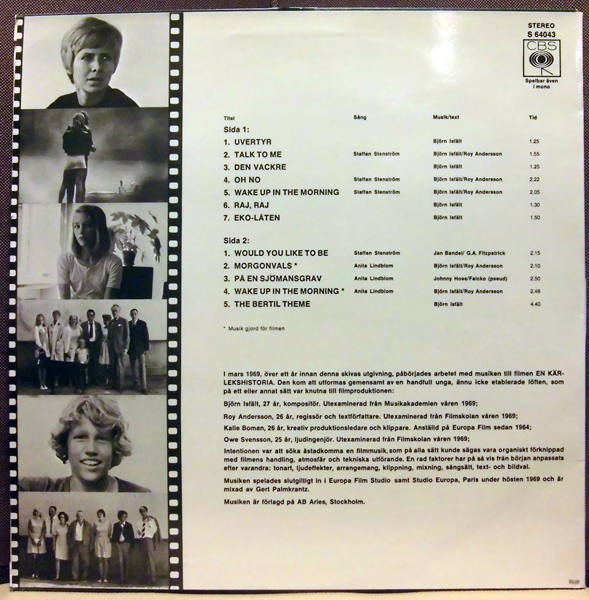 STEREO
S 64043
CBS
Spelbar även
i mono
Titel Sång Musik/text Tid
Sida 1:
1. UVERTYR Björn Isfält 1.25
2. TALK TO ME Staffan Stenström Björn Isfält/Roy Andersson 1.55
3. DEN VACKRE Björn Isfält 1.25
4. OH NO Staffan Stenström Björn Isfält/Roy Andersson 2.22
5. WAKE UP IN THE MORNING Staffan Stenström Björn Isfält/Roy Andersson 2.05
6. RAJ, RAJ Björn Isfält 1.30
7. EKO-LÅTEN Björn Isfält 1.50
Sida 2:
1. WOULD YOU LIKE TO BE Staffan Stenström Jan Bandel/ G.A. Fitzpatrick 2.15
2. MORGONVALS * Anita Lindblom Björn Isfält/Roy Andersson 2.10
3. PÅ EN SJÖMANSGRAV Anita Lindblom Johnny Hoes/Falcko (pseud) 2.50
4. WAKE UP IN THE MORNING * Anita Lindblom Björn Isfält/Roy Andersson 2.48
5. THE BERTIL THEME Björn Isfält 4.40
* Musik gjord för filmen
I mars 1969, över ett år innan denna skivas utgivning, påbörjades arbetet med musiken till filmen EN KÄR-
LEKSHISTORIA. Den kom att utformas gemensamt av en handfull unga, ännu icke etablerade löften, som
på ett eller annat sätt var knutna till filmproduktionen:
Björn Isfält, 27 år, kompositör. Utexaminerad från Musikakademien våren 1969;
Roy Andersson, 26 år, regissör och textförfattare. Utexaminerad från Filmskolan våren 1969;
Kalle Boman, 26 år, kreativ produktionsledare och klippare. Anställd på Europa Film sedan 1964;
Owe Svensson, 25 år, ljudingenjör. Utexaminerad från Filmskolan våren 1969;
Intentionen var att söka åstadkomma en filmmusik, som på alla sätt kunde sägas vara organiskt förknippad
med filmens handling, atmosfär och tekniska utförande. En rad faktorer har på så vis från början anpassats
efter varandra: tonart, ljudeffekter, arrangemang, klippning, mixning, sångsätt, text- och bildval.
Musiken spelades slutgiltigt in i Europa Film Studio samt Studio Europa, Paris under hösten 1969 och är
mixad av Gert Palmkrantz.
Musiken är förlagd på AB Aries, Stockholm.